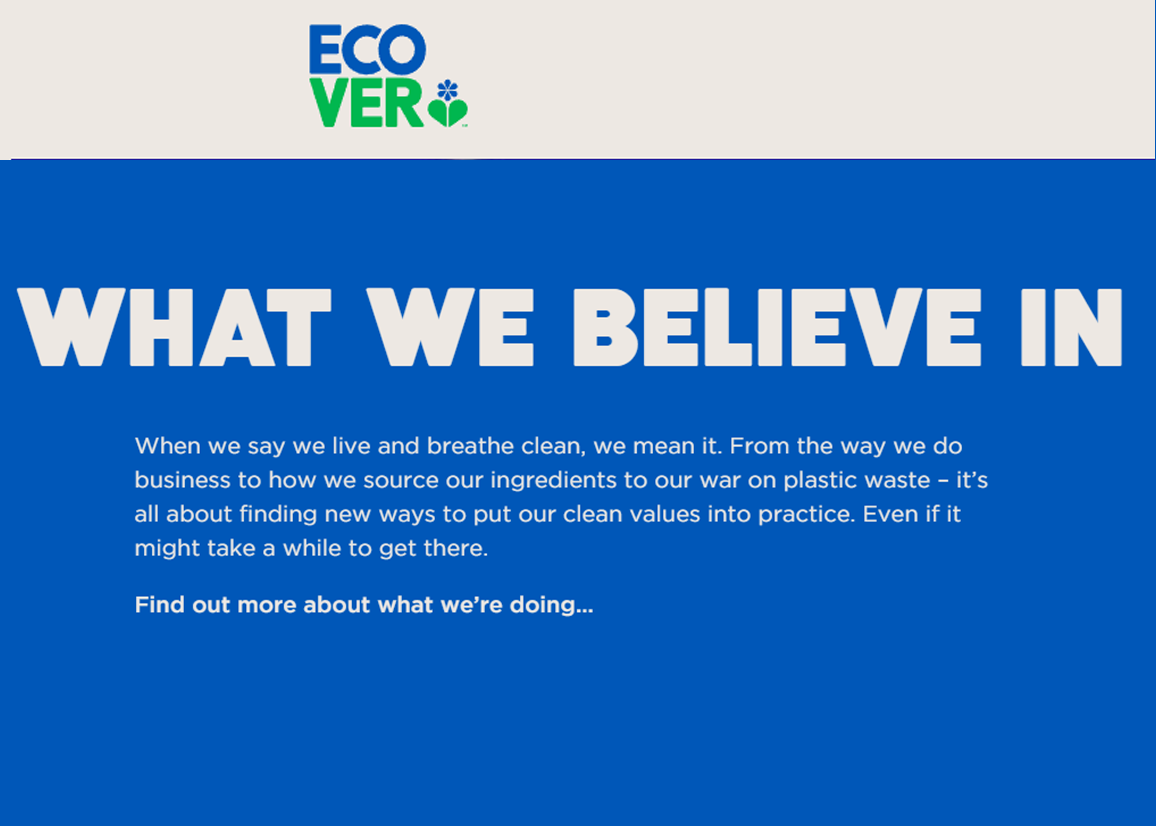 ECO
VER
WHAT WE BELIEVE IN
When we say we live and breathe clean, we mean it. From the way we do
business to how we source our ingredients to our war on plastic waste – it’s
all about finding new ways to put our clean values into practice. Even if it
might take a while to get there.
Find out more about what we’re doing...